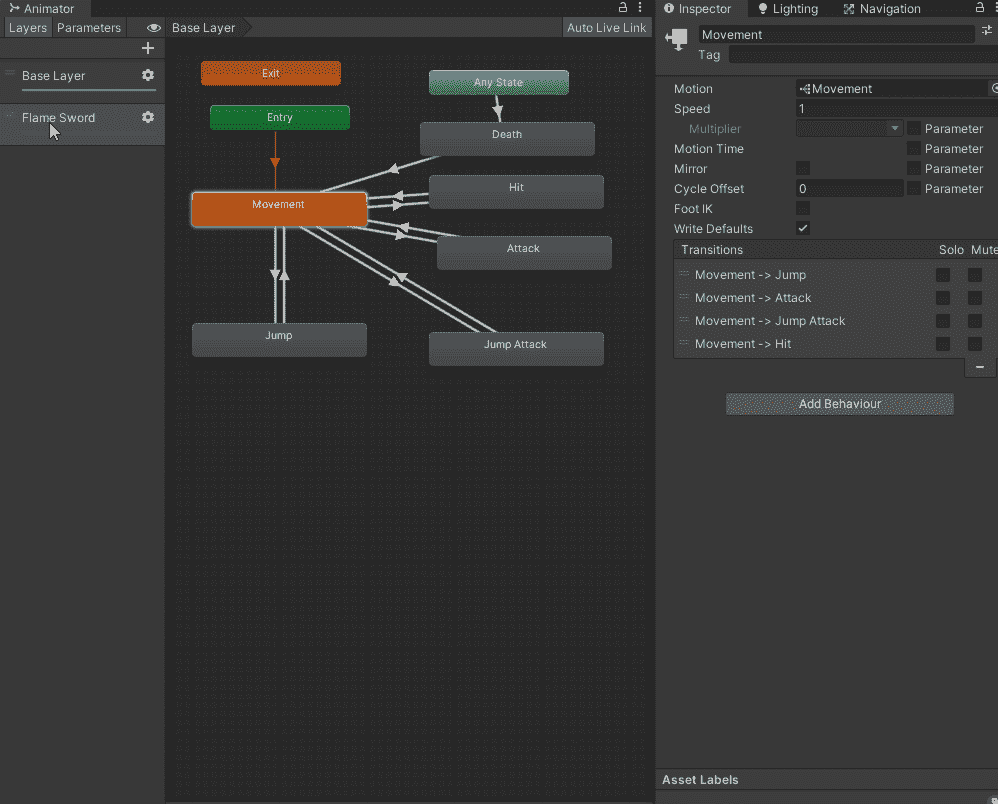 Animator
Layers Parameters
Base Layer
Auto Live Link
Base Layer
Flame Sword
Exit
Entry
Any State
Death
Hit
Movement
Attack
Jump
Jump Attack
Inspector Lighting Navigation
Movement
Tag
Motion Movement
Speed 1
Multiplier Parameter
Motion Time Parameter
Mirror Parameter
Cycle Offset 0 Parameter
Foot IK
Write Defaults
Transitions Solo Mute
Movement -> Jump
Movement -> Attack
Movement -> Jump Attack
Movement -> Hit
Add Behaviour
Asset Labels